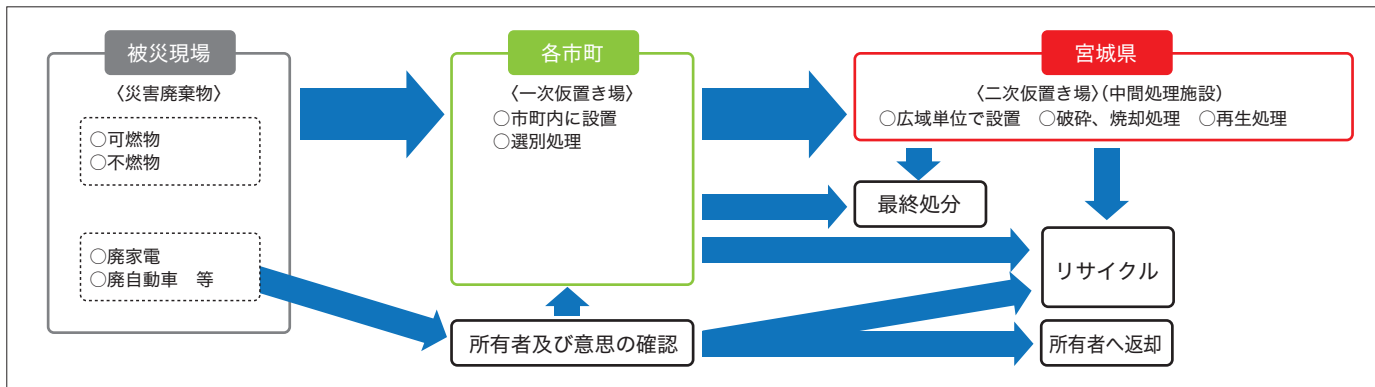 被災現場
〈災害廃棄物〉
○可燃物
○不燃物
○廃家電
○廃自動車　等
各市町
〈一次仮置き場〉
○市町内に設置
○選別処理
所有者及び意思の確認
宮城県
〈二次仮置き場〉(中間処理施設)
○広域単位で設置　○破砕、焼却処理　○再生処理
最終処分
リサイクル
所有者へ返却